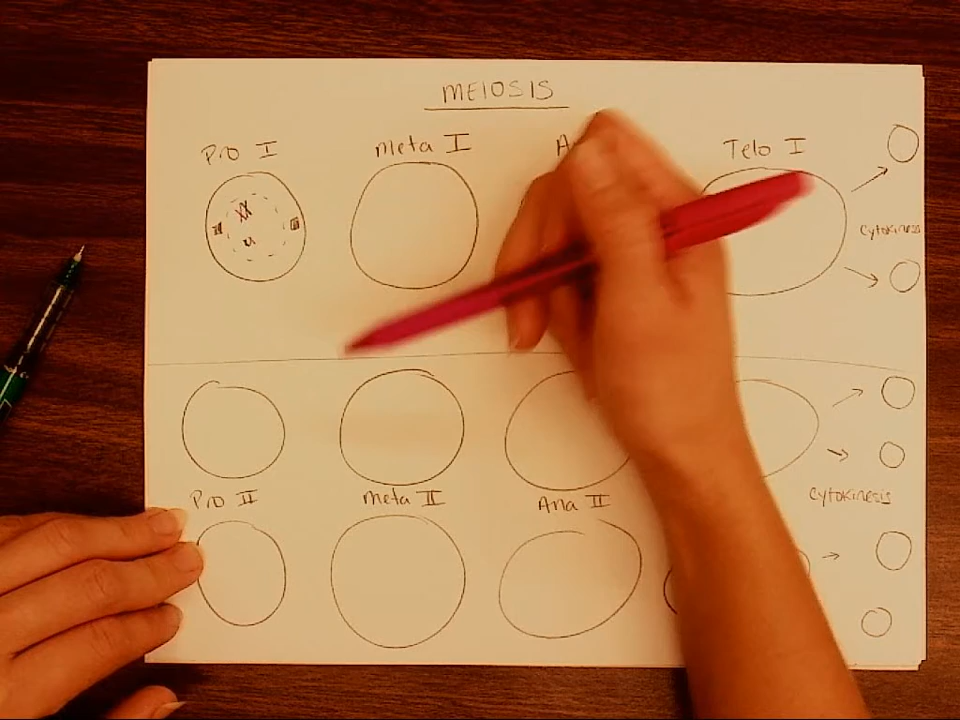 MEIOSIS
Pro I
Meta I
Telo I
Cytokinesis
Pro II
Meta II
Ana II
Cytokinesis